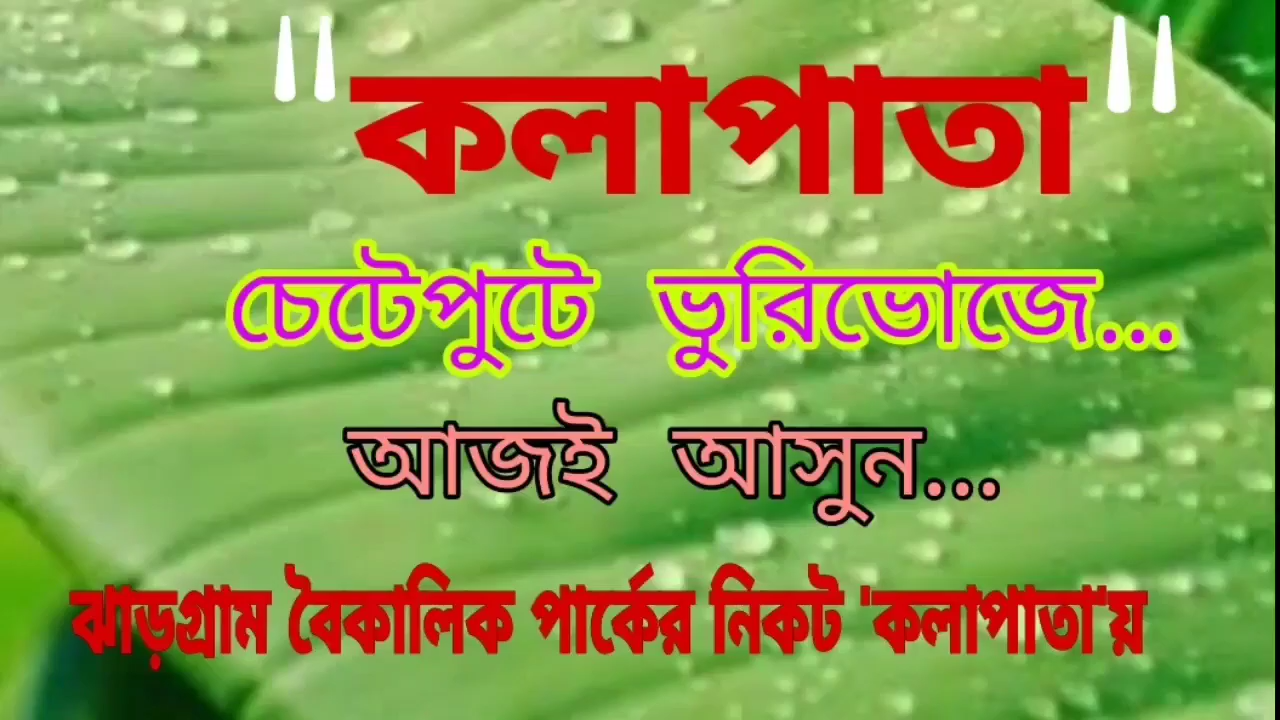 "কলাপাতা"
চেটেপুটে ভুরিভোজে...
আজই আসুন...
ঝাড়গ্রাম বৈকালিক পার্কের নিকট 'কলাপাতা'য়